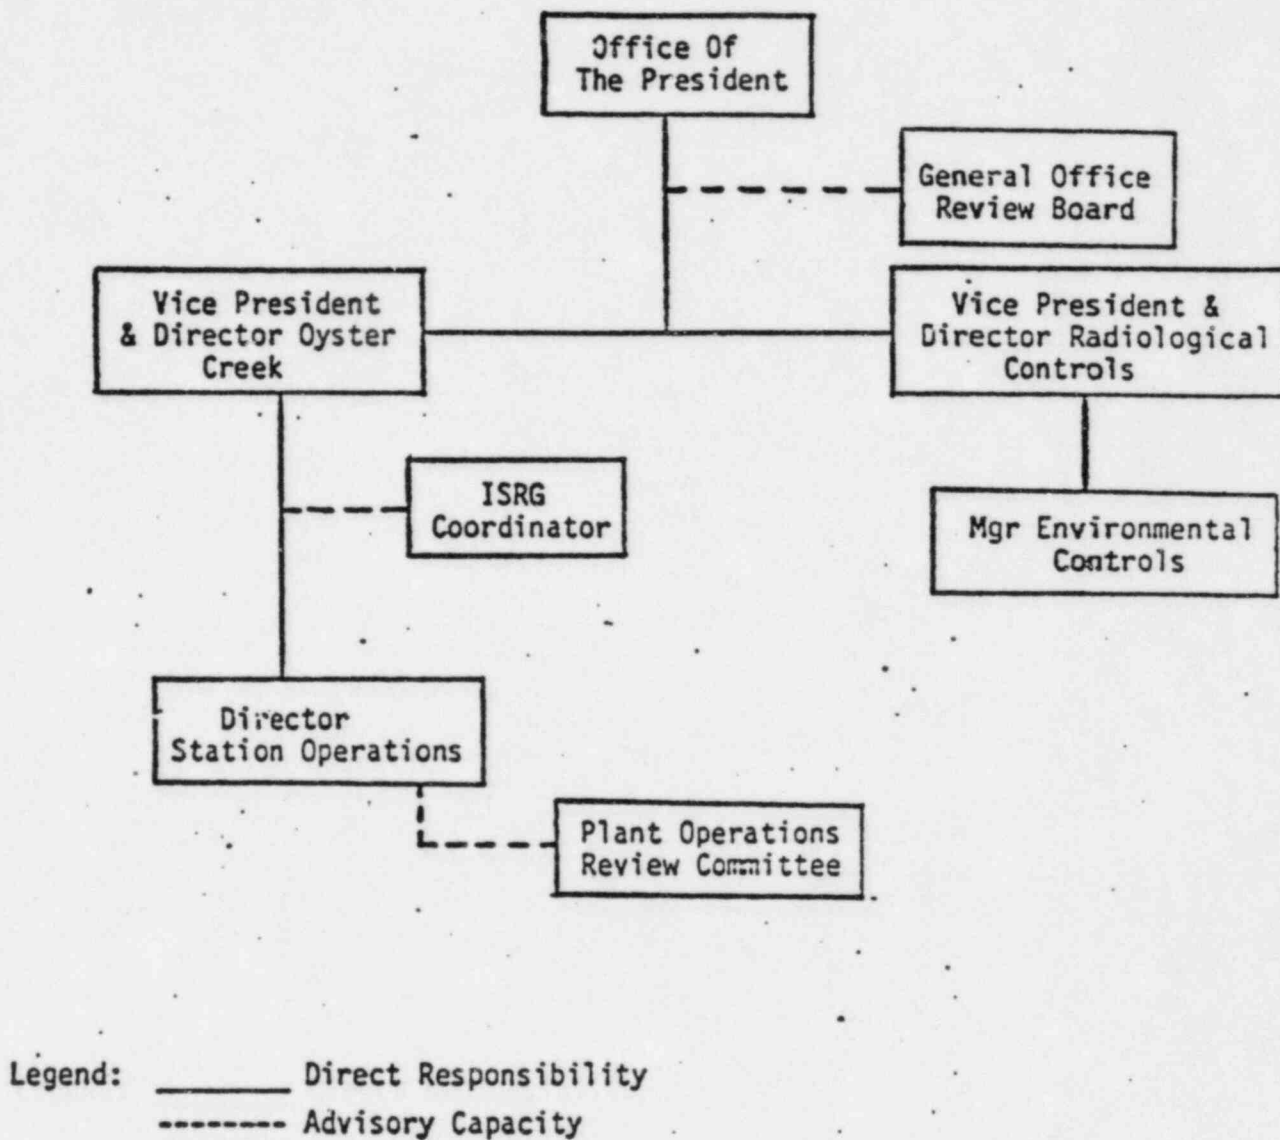 Office Of
The President
General Office
Review Board
Vice President
& Director Oyster
Creek
Vice President &
Director Radiological
Controls
ISRG
Coordinator
Mgr Environmental
Controls
Director
Station Operations
Plant Operations
Review Committee
Legend:
Direct Responsibility
Advisory Capacity